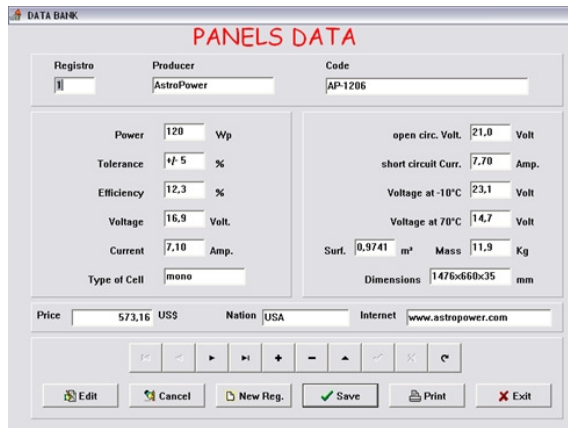 DATA BANK
PANELS DATA
Registro Producer Code
1 AstroPower AP-1206
Power 120 Wp open circ. Volt. 21,0 Volt
Tolerance +/- 5 % short circuit Curr. 7,70 Amp.
Efficiency 12,3 % Voltage at -10°C 23,1 Volt
Voltage 16,9 Volt. Voltage at 70°C 14,7 Volt
Current 7,10 Amp. Surf. 0,9741 m² Mass 11,9 Kg
Type of Cell mono Dimensions 1476x660x35 mm
Price 573,16 US$ Nation USA Internet www.astropower.com
Edit Cancel New Reg. Save Print Exit